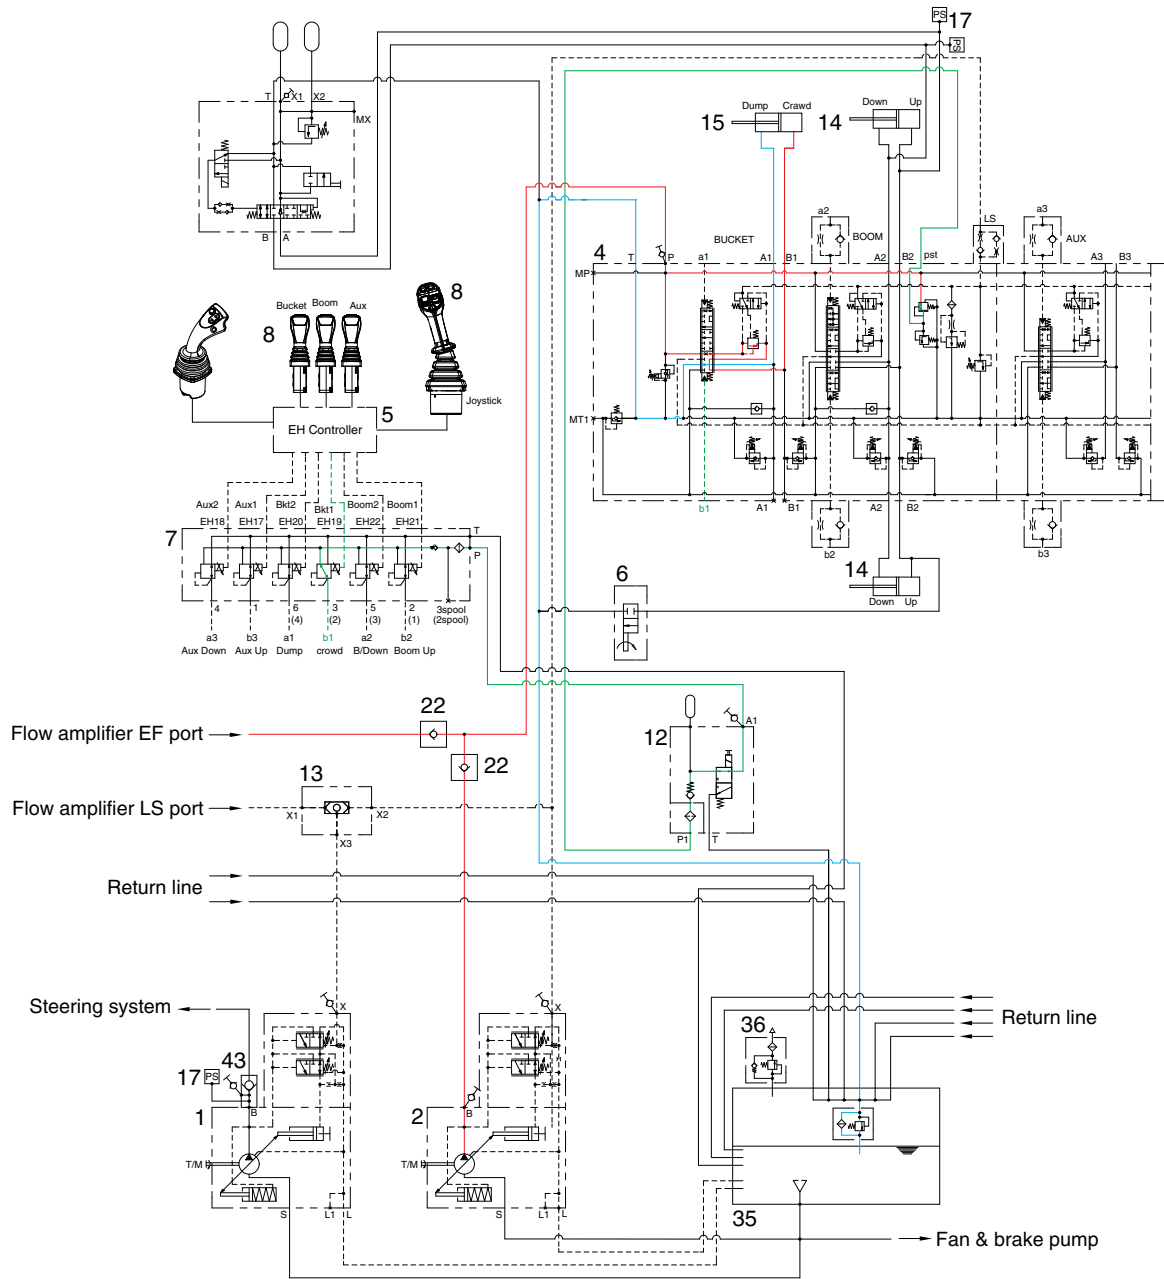 PS 17
PS
T X1 X2
MX
B A
Dump Crawd
15
Down Up
14
a2
BUCKET
BOOM
LS
a3
AUX
4
T P a1 A1 B1 A2 B2 pst A3 B3
MP
MT1
b1 A1 B1 A2 B2
b2
b3
8
Bucket Boom Aux
8
Joystick
5
EH Controller
Aux2 Aux1 Bkt2 Bkt1 Boom2 Boom1
EH18 EH17 EH20 EH19 EH22 EH21
7
T
P
4 1 6 3 5 2 3spool
(4) (2) (3) (1) (2spool)
a3 b3 a1 b1 a2 b2
Aux Down Aux Up Dump crowd B/Down Boom Up
6
14
Down Up
22
Flow amplifier EF port
22
12
A1
P1 T
13
Flow amplifier LS port
X1 X2
X3
Return line
Steering system
X
X
43
17 PS
B
1
T/M
S L1 L
B
2
T/M
S L1 L
36
Return line
35
Fan & brake pump